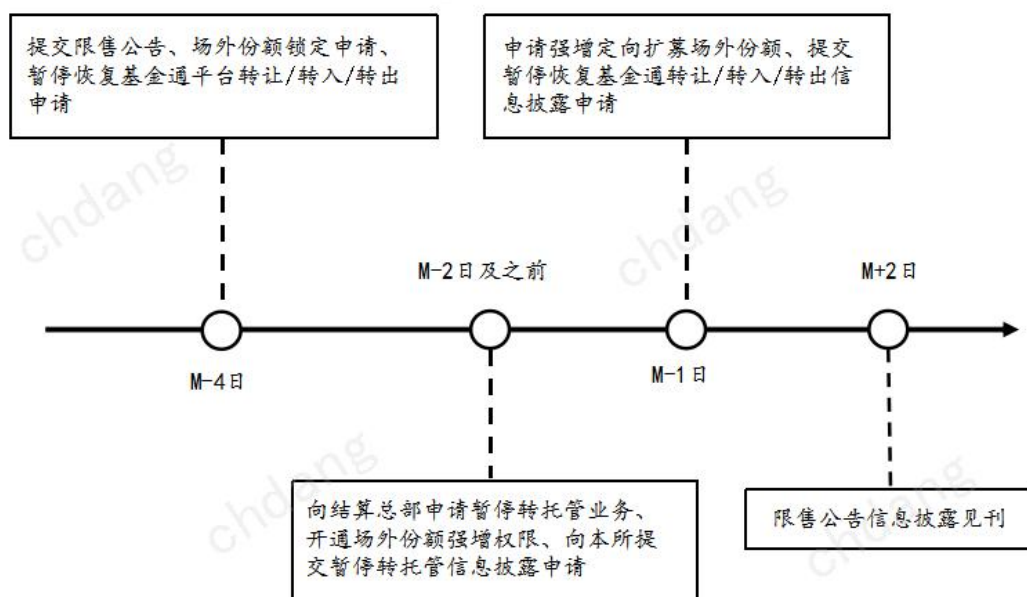 提交限售公告、场外份额锁定申请、
暂停恢复基金通平台转让/转入/转出
申请
申请强增定向扩募场外份额、提交
暂停恢复基金通转让/转入/转出信
息披露申请
M-2日及之前
M+2日
M-4日
M-1日
向结算总部申请暂停转托管业务、
开通场外份额强增权限、向本所提
交暂停转托管信息披露申请
限售公告信息披露见刊
chdang
chdang
chdang
chdang